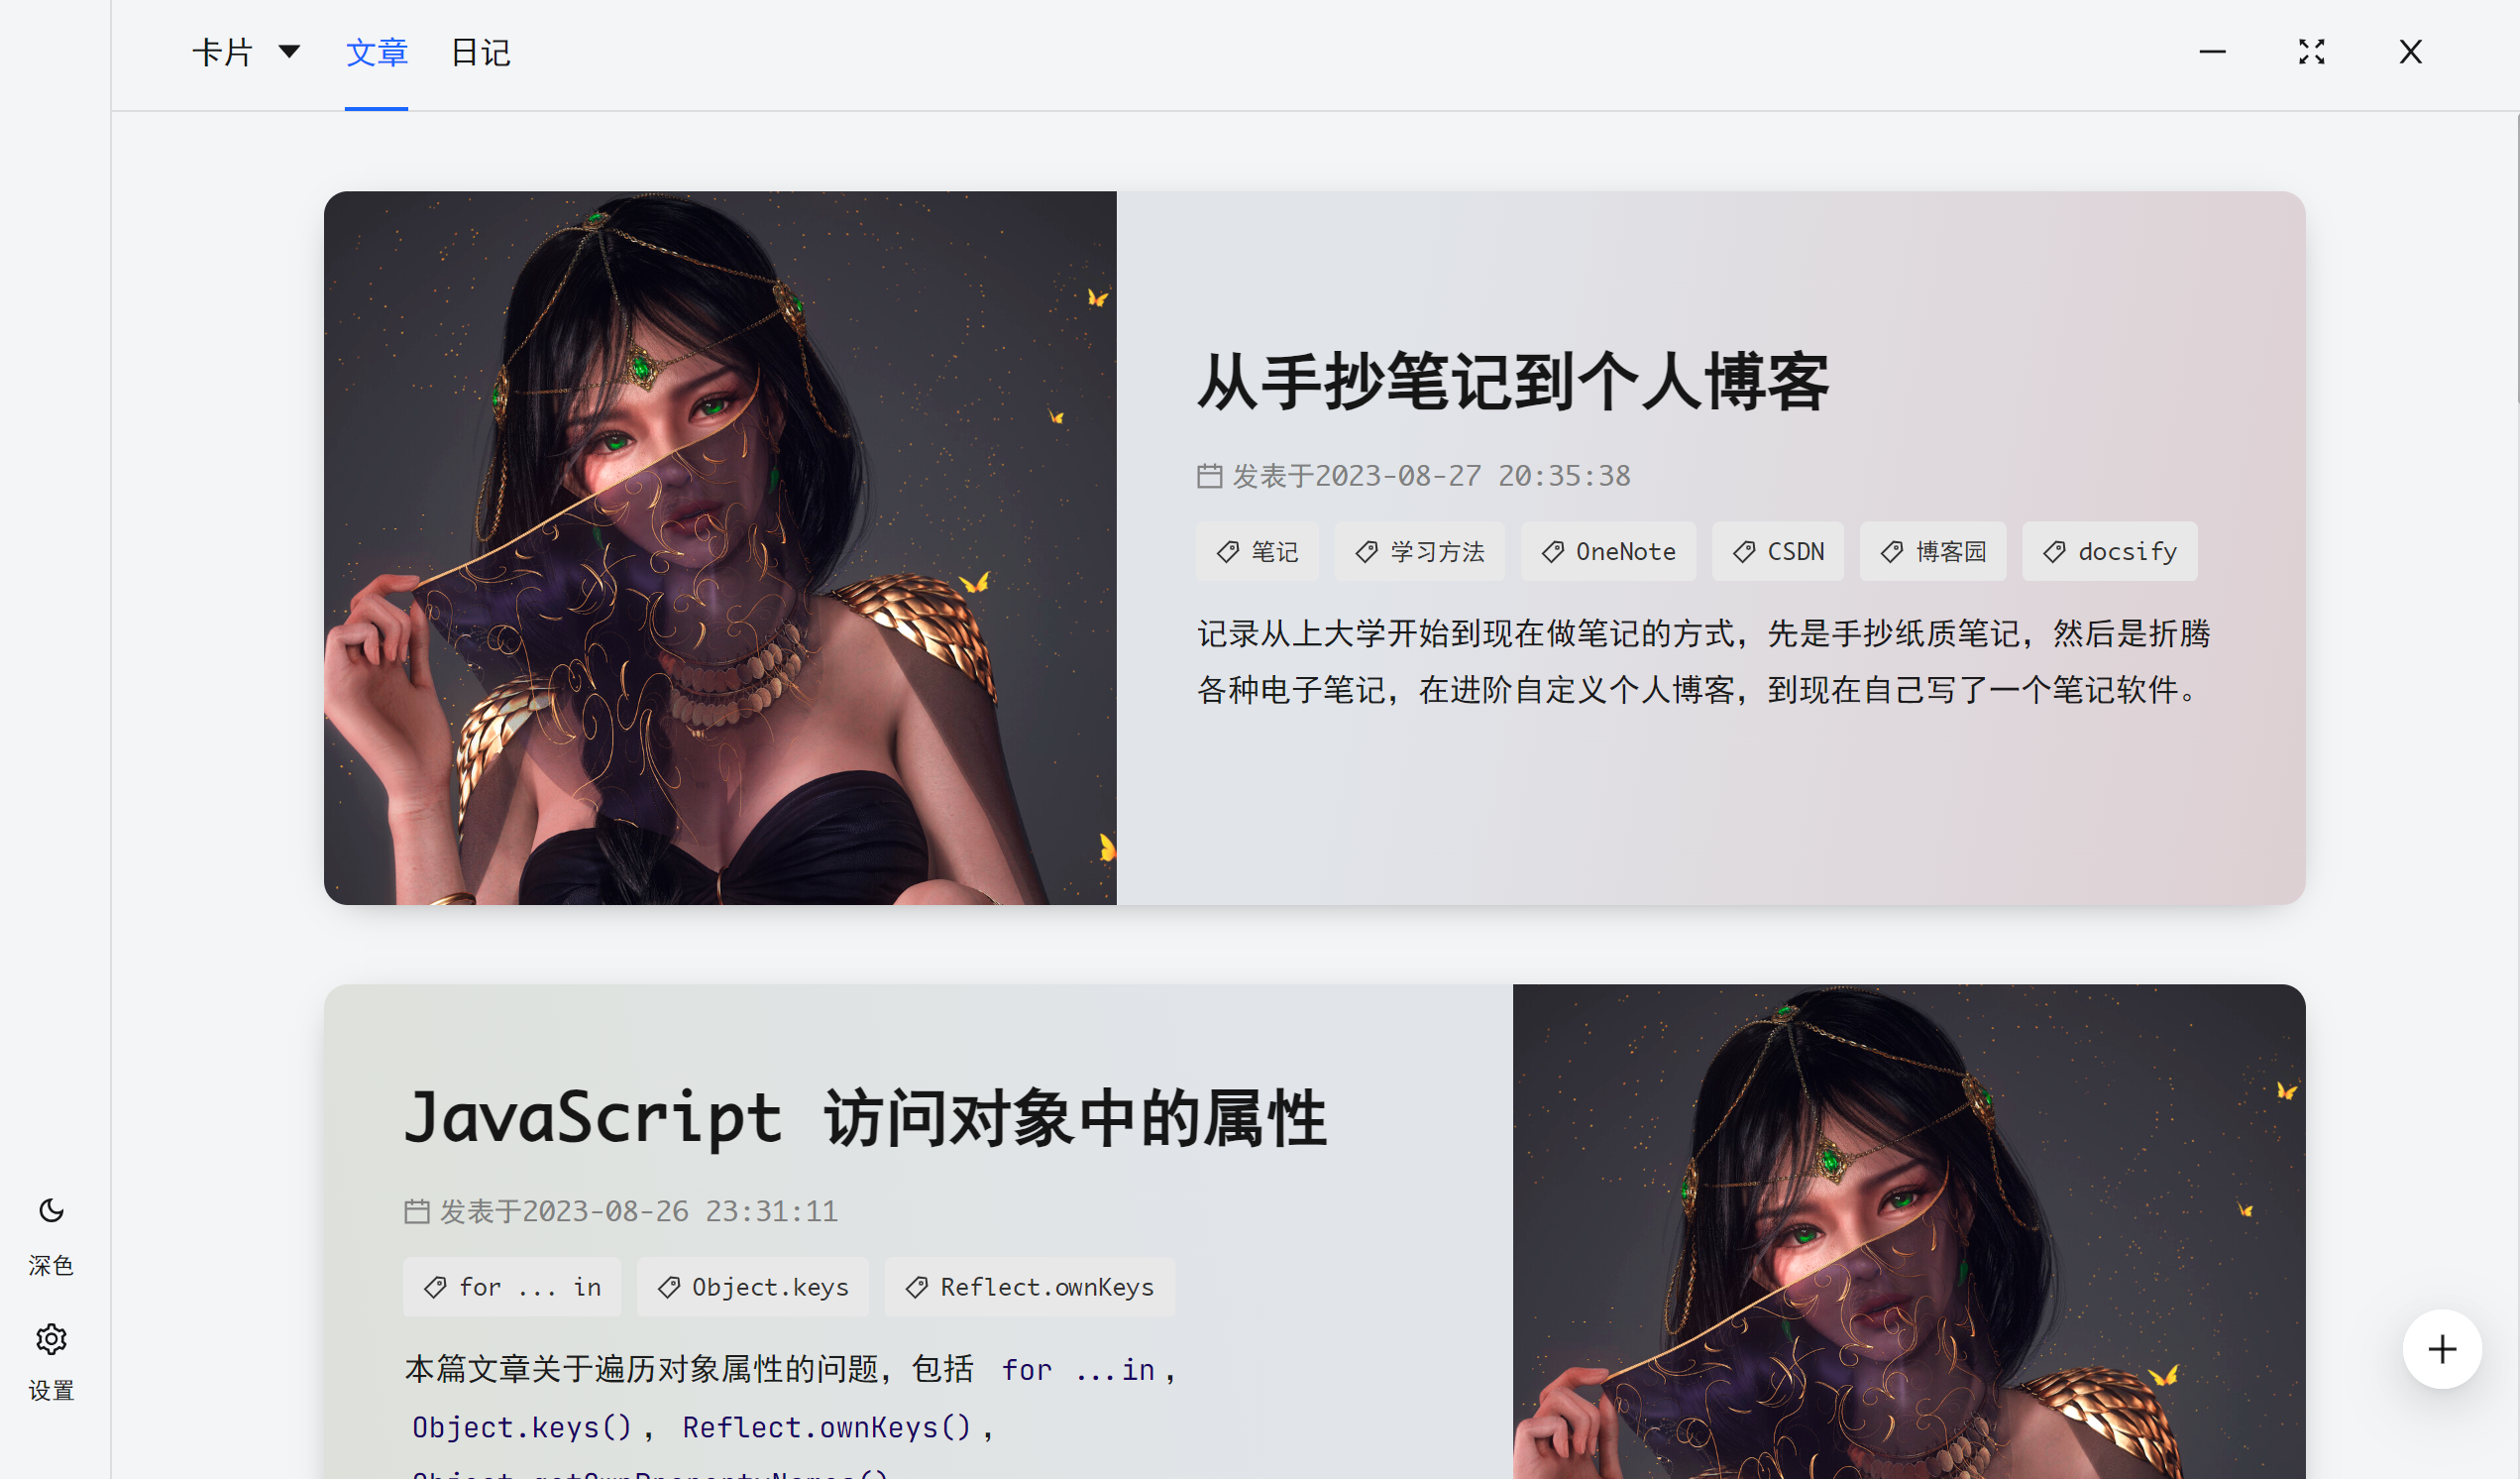 卡片 文章 日记
从手抄笔记到个人博客
发表于2023-08-27 20:35:38
笔记 学习方法 OneNote CSDN 博客园 docsify
记录从上大学开始到现在做笔记的方式，先是手抄纸质笔记，然后是折腾
各种电子笔记，在进阶自定义个人博客，到现在自己写了一个笔记软件。
JavaScript 访问对象中的属性
发表于2023-08-26 23:31:11
for ... in Object.keys Reflect.ownKeys
本篇文章关于遍历对象属性的问题，包括 for ...in，
Object.keys()，Reflect.ownKeys()，
Object.getOwnPropertyNames()
深色
设置